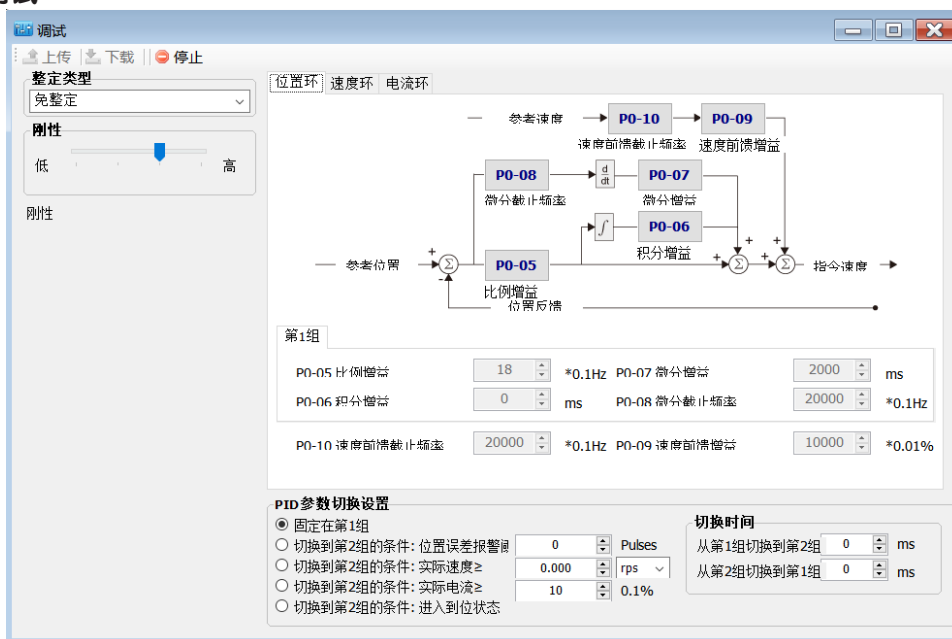 调试
上传 下载 停止
整定类型
免整定
刚性
低 高
刚性
位置环 速度环 电流环
参考速度 P0-10 P0-09
速度前馈截止频率 速度前馈增益
P0-08 d/dt P0-07
微分截止频率 微分增益
∫ P0-06
积分增益
+ +
参考位置 + Σ P0-05 + Σ + Σ 指令速度
-
比例增益
位置反馈
第1组
P0-05 比例增益 18 *0.1Hz P0-07 微分增益 2000 ms
P0-06 积分增益 0 ms P0-08 微分截止频率 20000 *0.1Hz
P0-10 速度前馈截止频率 20000 *0.1Hz P0-09 速度前馈增益 10000 *0.01%
PID参数切换设置
固定在第1组
切换到第2组的条件: 位置误差报警 0 Pulses
切换到第2组的条件: 实际速度≥ 0.000 rps
切换到第2组的条件: 实际电流≥ 10 0.1%
切换到第2组的条件: 进入到位状态
切换时间
从第1组切换到第2组 0 ms
从第2组切换到第1组 0 ms